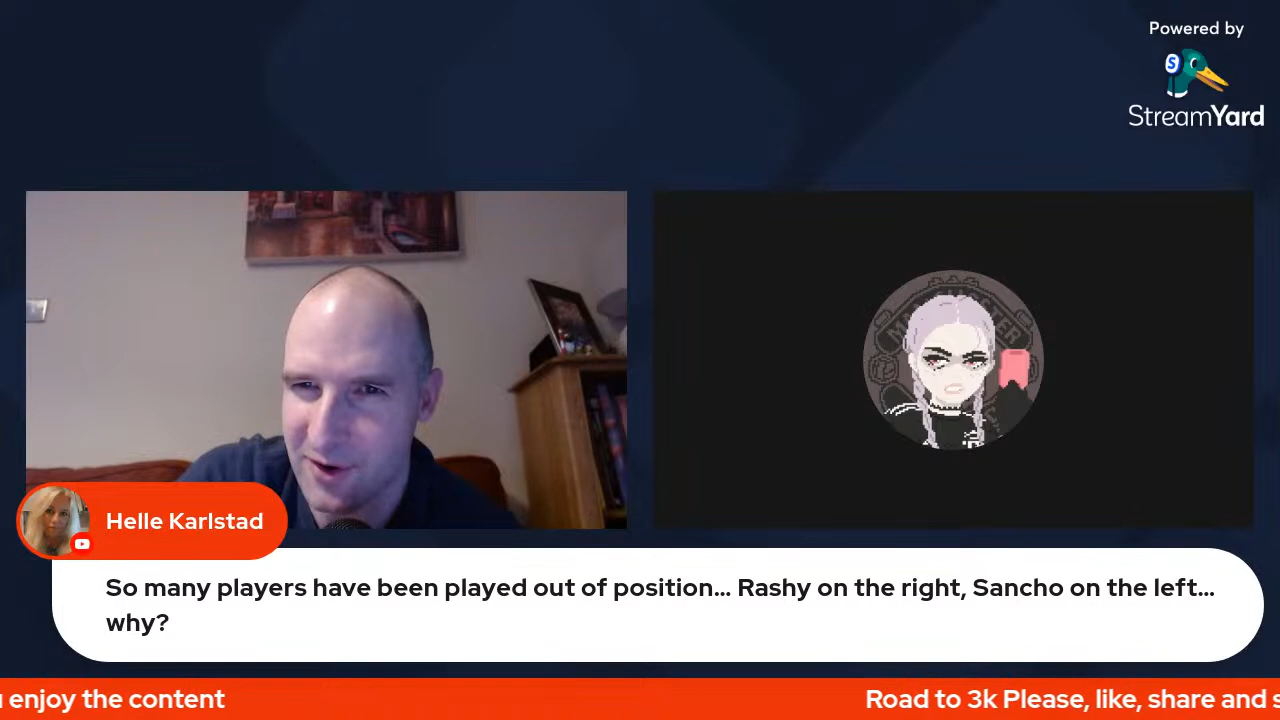 Powered by
StreamYard
Helle Karlstad
So many players have been played out of position... Rashy on the right, Sancho on the left...
why?
enjoy the content
Road to 3k Please, like, share and